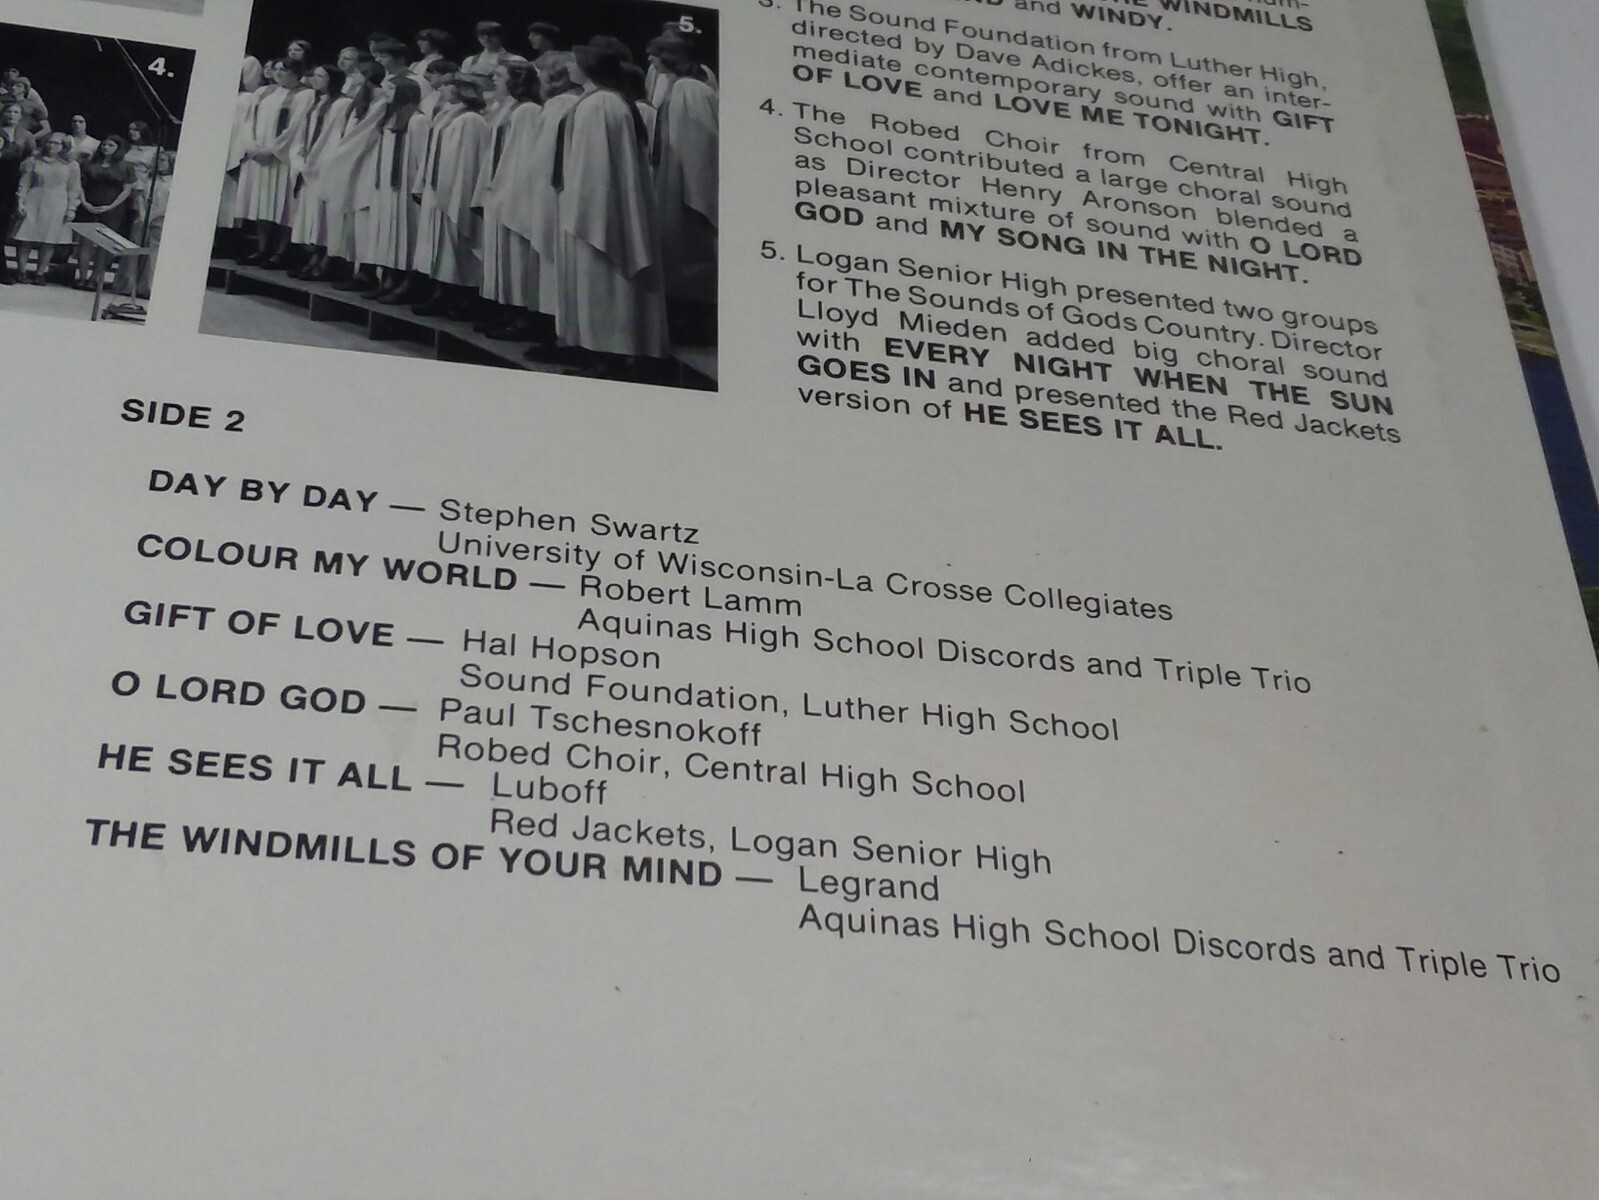 4.
5.
WINDMILLS
and WINDY.
3. The Sound Foundation from Luther High,
directed by Dave Adickes, offer an inter-
mediate contemporary sound with GIFT
OF LOVE and LOVE ME TONIGHT.
4. The Robed Choir from Central High
School contributed a large choral sound
as Director Henry Aronson blended a
pleasant mixture of sound with O LORD
GOD and MY SONG IN THE NIGHT.
5. Logan Senior High presented two groups
for The Sounds of Gods Country. Director
Lloyd Mieden added big choral sound
with EVERY NIGHT WHEN THE SUN
GOES IN and presented the Red Jackets
version of HE SEES IT ALL.
SIDE 2
DAY BY DAY — Stephen Swartz
University of Wisconsin-La Crosse Collegiates
COLOUR MY WORLD — Robert Lamm
Aquinas High School Discords and Triple Trio
GIFT OF LOVE — Hal Hopson
Sound Foundation, Luther High School
O LORD GOD — Paul Tschesnokoff
Robed Choir, Central High School
HE SEES IT ALL — Luboff
Red Jackets, Logan Senior High
THE WINDMILLS OF YOUR MIND — Legrand
Aquinas High School Discords and Triple Trio